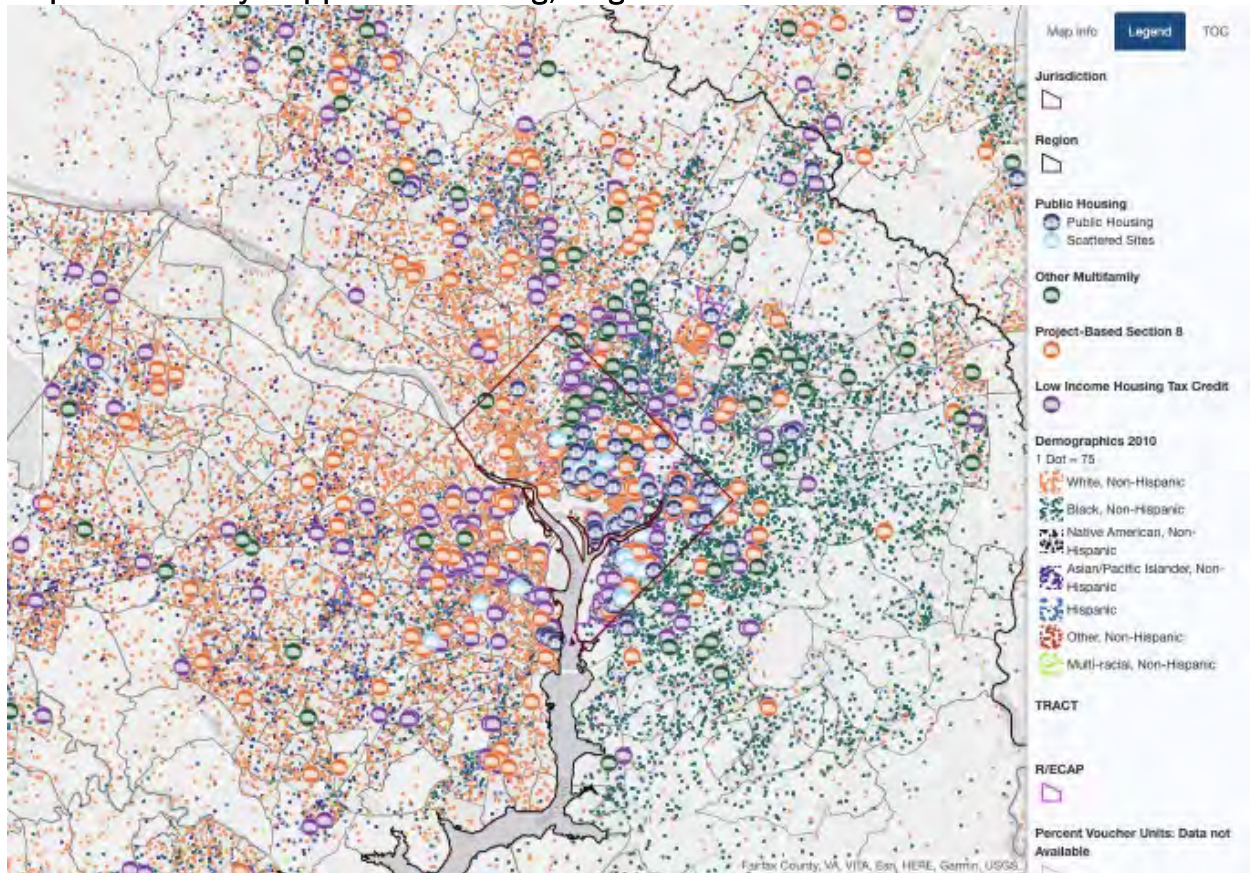 Map Info Legend TOC
Jurisdiction
Region
Public Housing
Public Housing
Scattered Sites
Other Multifamily
Project-Based Section 8
Low Income Housing Tax Credit
Demographics 2010
1 Dot = 75
White, Non-Hispanic
Black, Non-Hispanic
Native American, Non-
Hispanic
Asian/Pacific Islander, Non-
Hispanic
Hispanic
Other, Non-Hispanic
Multi-racial, Non-Hispanic
TRACT
R/ECAP
Percent Voucher Units: Data not
Available
Fairfax County, VA, VITA, Esri, HERE, Garmin, USGS